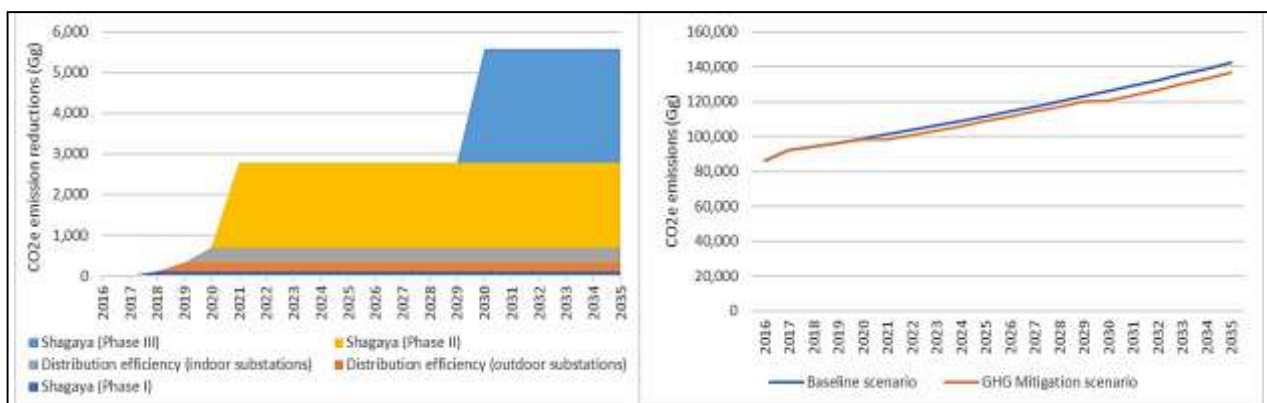 CO2e emission reductions (Gg)
6,000
5,000
4,000
3,000
2,000
1,000
0
2016 2017 2018 2019 2020 2021 2022 2023 2024 2025 2026 2027 2028 2029 2030 2031 2032 2033 2034 2035
Shagaya (Phase III) Shagaya (Phase II)
Distribution efficiency (indoor substations) Distribution efficiency (outdoor substations)
Shagaya (Phase I)
CO2e emissions (Gg)
160,000
140,000
120,000
100,000
80,000
60,000
40,000
20,000
0
2016 2017 2018 2019 2020 2021 2022 2023 2024 2025 2026 2027 2028 2029 2030 2031 2032 2033 2034 2035
Baseline scenario GHG Mitigation scenario